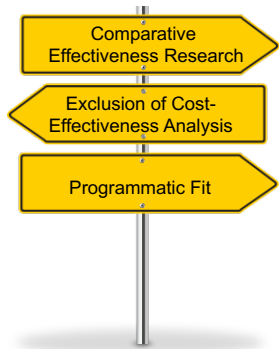 Comparative
Effectiveness Research
Exclusion of Cost-
Effectiveness Analysis
Programmatic Fit